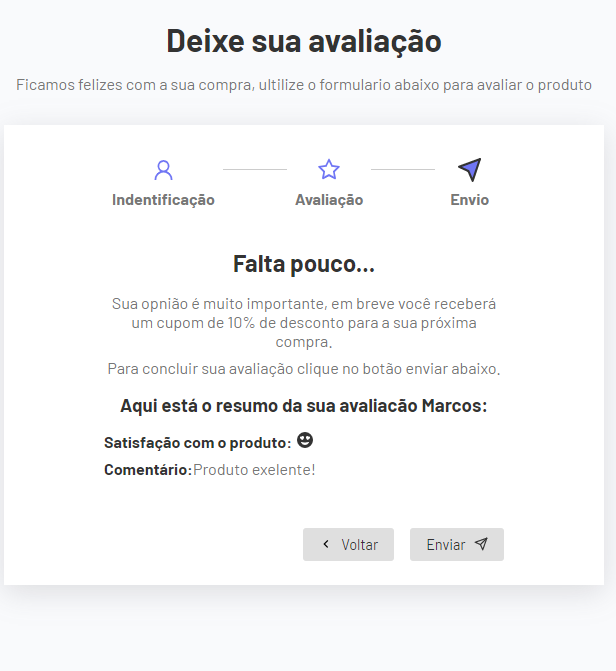 Deixe sua avaliação
Ficamos felizes com a sua compra, ultilize o formulario abaixo para avaliar o produto
Indentificação
Avaliação
Envio
Falta pouco...
Sua opnião é muito importante, em breve você receberá
um cupom de 10% de desconto para a sua próxima
compra.
Para concluir sua avaliação clique no botão enviar abaixo.
Aqui está o resumo da sua avaliacão Marcos:
Satisfação com o produto:
Comentário:Produto exelente!
Voltar
Enviar